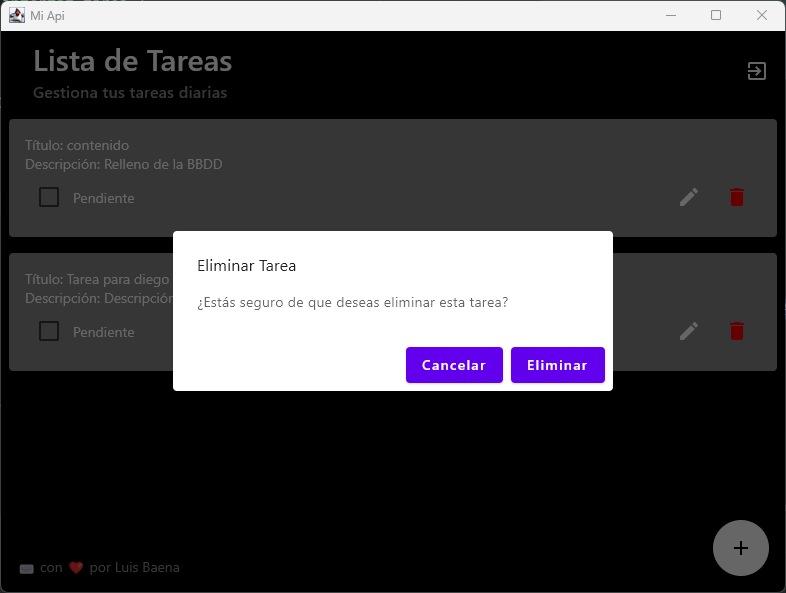 Mi Api
Lista de Tareas
Gestiona tus tareas diarias
Título: contenido
Descripción: Relleno de la BBDD
Pendiente
Título: Tarea para diego
Descripción: Descripción
Pendiente
Eliminar Tarea
¿Estás seguro de que deseas eliminar esta tarea?
Cancelar
Eliminar
con ❤️ por Luis Baena